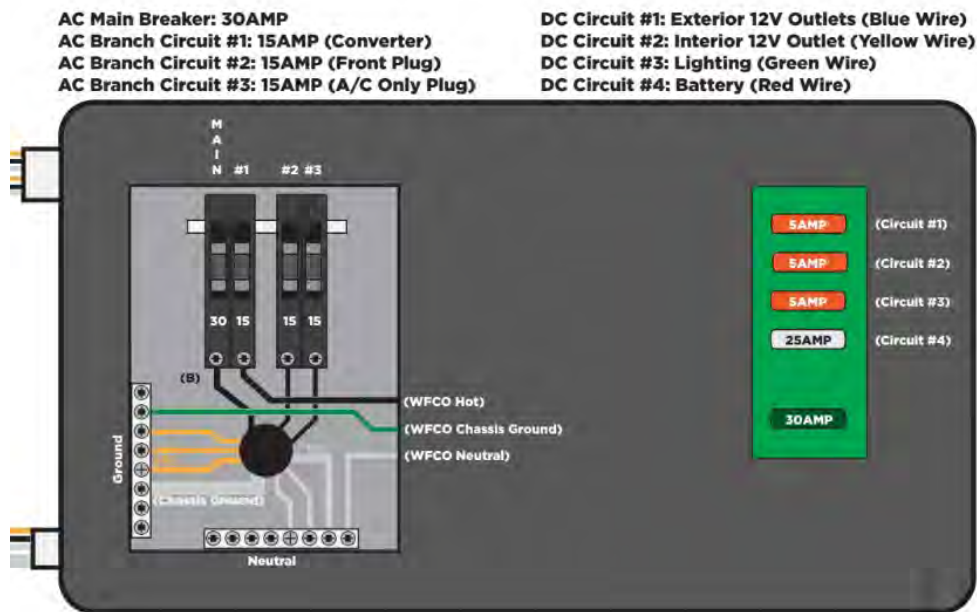 AC Main Breaker: 30AMP
AC Branch Circuit #1: 15AMP (Converter)
AC Branch Circuit #2: 15AMP (Front Plug)
AC Branch Circuit #3: 15AMP (A/C Only Plug)
DC Circuit #1: Exterior 12V Outlets (Blue Wire)
DC Circuit #2: Interior 12V Outlet (Yellow Wire)
DC Circuit #3: Lighting (Green Wire)
DC Circuit #4: Battery (Red Wire)
MAIN #1 #2 #3
30 15 15 15
(B)
(WFCO Hot)
(WFCO Chassis Ground)
(WFCO Neutral)
Ground
(Chassis Ground)
Neutral
5AMP (Circuit #1)
5AMP (Circuit #2)
5AMP (Circuit #3)
25AMP (Circuit #4)
30AMP